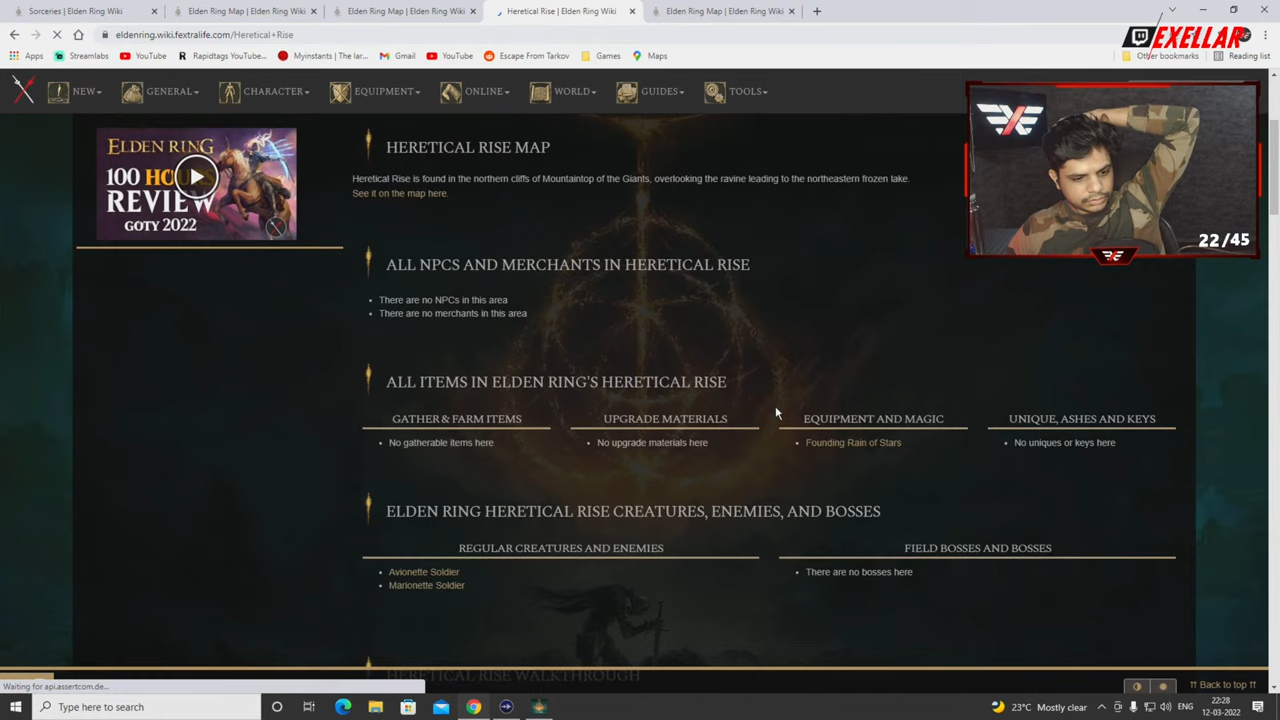 Sorceries | Elden Ring Wiki
Elden Ring Map | Elden Ring Wiki
Elden Ring Map | Elden Ring Wiki
Heretical Rise | Elden Ring Wiki
Elden Ring Map | Elden Ring Wiki
eldenring.wiki.fextralife.com/Heretical+Rise
EXELLAR
Apps
Streamlabs
YouTube
Rapidtags YouTube...
Myinstants | The lar...
Gmail
YouTube
Escape From Tarkov
Games
Maps
Other bookmarks
Reading list
NEW
GENERAL
CHARACTER
EQUIPMENT
ONLINE
WORLD
GUIDES
TOOLS
ELDEN RING
100 HO
REVIEW
GOTY 2022
HERETICAL RISE MAP
Heretical Rise is found in the northern cliffs of Mountaintop of the Giants, overlooking the ravine leading to the northeastern frozen lake.
See it on the map here.
22/45
ALL NPCS AND MERCHANTS IN HERETICAL RISE
There are no NPCs in this area
There are no merchants in this area
ALL ITEMS IN ELDEN RING'S HERETICAL RISE
GATHER & FARM ITEMS
UPGRADE MATERIALS
EQUIPMENT AND MAGIC
UNIQUE, ASHES AND KEYS
No gatherable items here
No upgrade materials here
Founding Rain of Stars
No uniques or keys here
ELDEN RING HERETICAL RISE CREATURES, ENEMIES, AND BOSSES
REGULAR CREATURES AND ENEMIES
FIELD BOSSES AND BOSSES
Avionette Soldier
Marionette Soldier
There are no bosses here
HERETICAL RISE WALKTHROUGH
Waiting for api.assertcom.de...
Back to top
Type here to search
23°C Mostly clear
ENG
22:28
12-03-2022